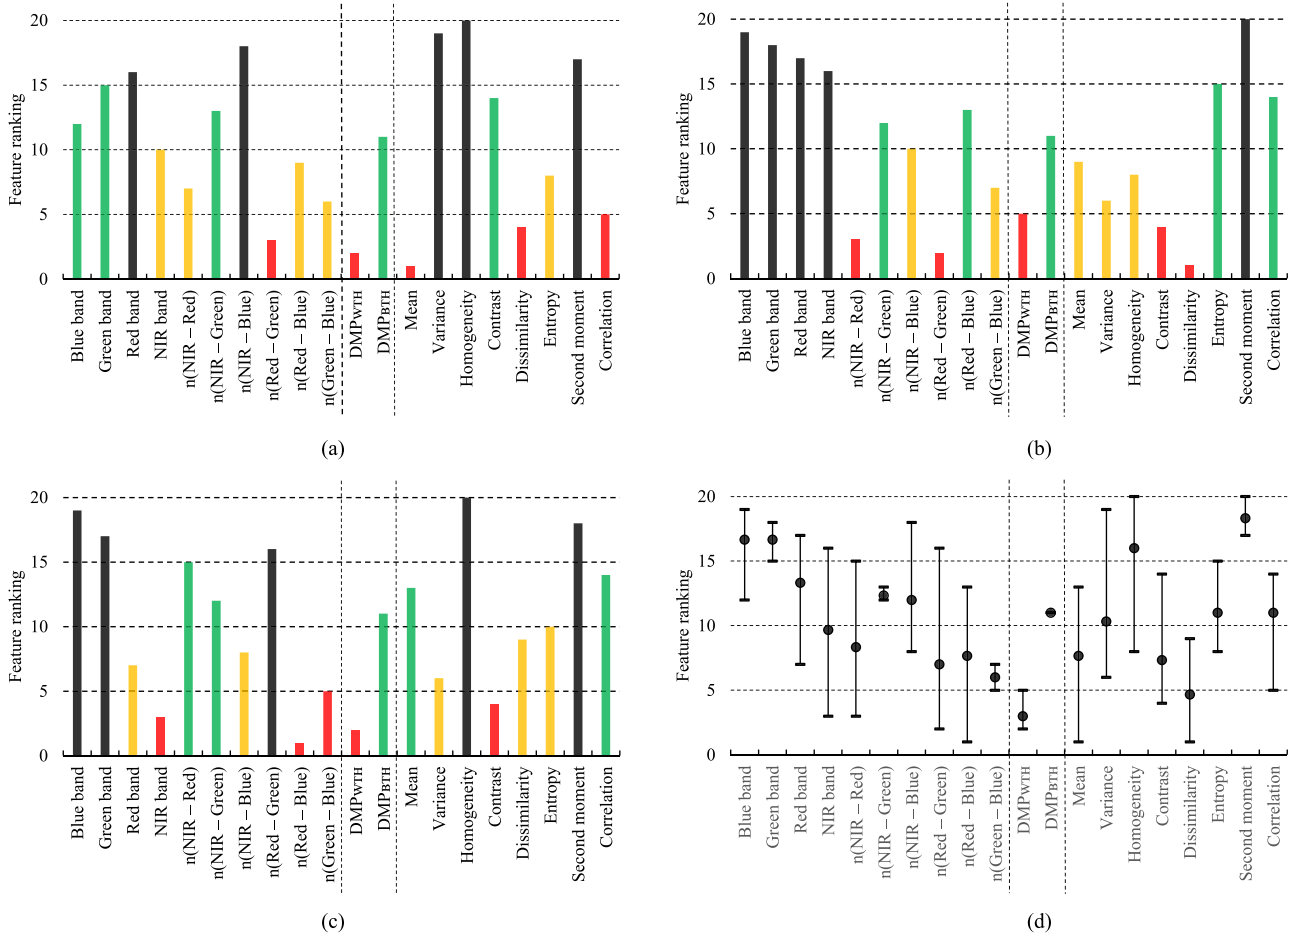 20
15
10
5
0
Feature ranking
Blue band
Green band
Red band
NIR band
n(NIR – Red)
n(NIR – Green)
n(NIR – Blue)
n(Red – Green)
n(Red – Blue)
n(Green – Blue)
DMPWTH
DMPBTH
Mean
Variance
Homogeneity
Contrast
Dissimilarity
Entropy
Second moment
Correlation
(a)
20
15
10
5
0
Feature ranking
Blue band
Green band
Red band
NIR band
n(NIR – Red)
n(NIR – Green)
n(NIR – Blue)
n(Red – Green)
n(Red – Blue)
n(Green – Blue)
DMPWTH
DMPBTH
Mean
Variance
Homogeneity
Contrast
Dissimilarity
Entropy
Second moment
Correlation
(b)
20
15
10
5
0
Feature ranking
Blue band
Green band
Red band
NIR band
n(NIR – Red)
n(NIR – Green)
n(NIR – Blue)
n(Red – Green)
n(Red – Blue)
n(Green – Blue)
DMPWTH
DMPBTH
Mean
Variance
Homogeneity
Contrast
Dissimilarity
Entropy
Second moment
Correlation
(c)
20
15
10
5
0
Feature ranking
Blue band
Green band
Red band
NIR band
n(NIR – Red)
n(NIR – Green)
n(NIR – Blue)
n(Red – Green)
n(Red – Blue)
n(Green – Blue)
DMPWTH
DMPBTH
Mean
Variance
Homogeneity
Contrast
Dissimilarity
Entropy
Second moment
Correlation
(d)